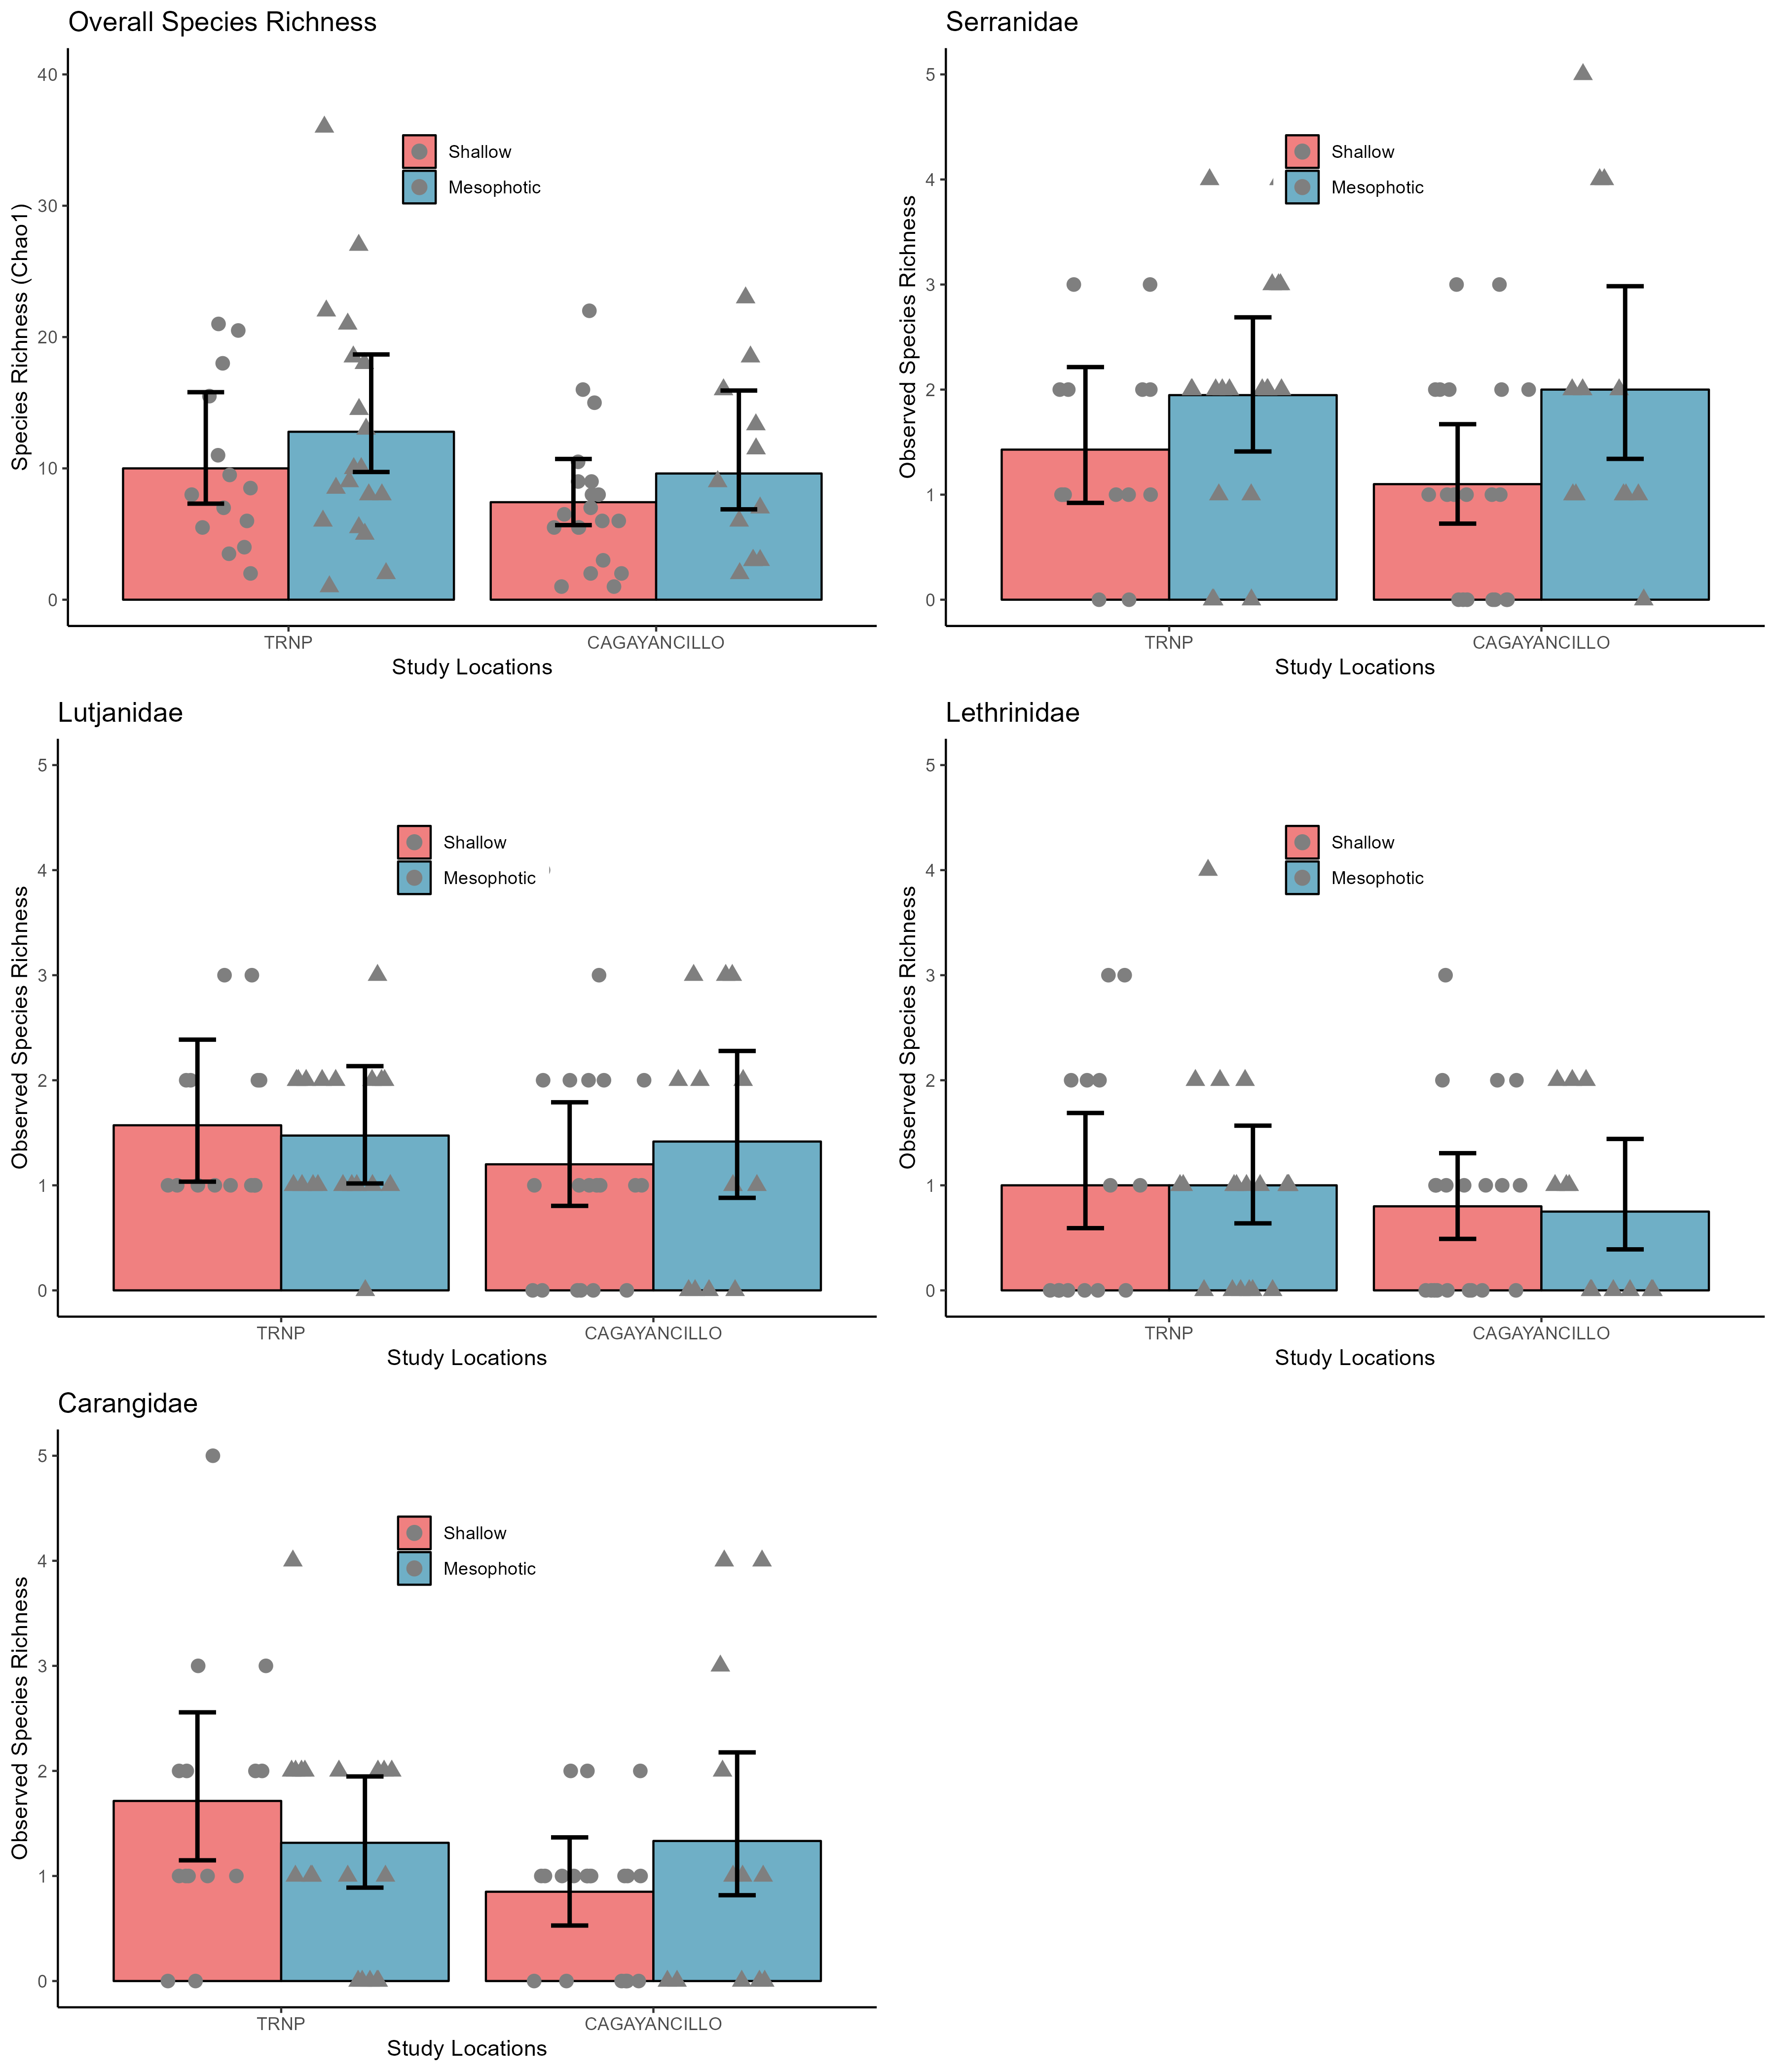 Overall Species Richness
Species Richness (Chao1)
40
30
20
10
0
Shallow
Mesophotic
TRNP
CAGAYANCILLO
Study Locations
Serranidae
Observed Species Richness
5
4
3
2
1
0
Shallow
Mesophotic
TRNP
CAGAYANCILLO
Study Locations
Lutjanidae
Observed Species Richness
5
4
3
2
1
0
Shallow
Mesophotic
TRNP
CAGAYANCILLO
Study Locations
Lethrinidae
Observed Species Richness
5
4
3
2
1
0
Shallow
Mesophotic
TRNP
CAGAYANCILLO
Study Locations
Carangidae
Observed Species Richness
5
4
3
2
1
0
Shallow
Mesophotic
TRNP
CAGAYANCILLO
Study Locations